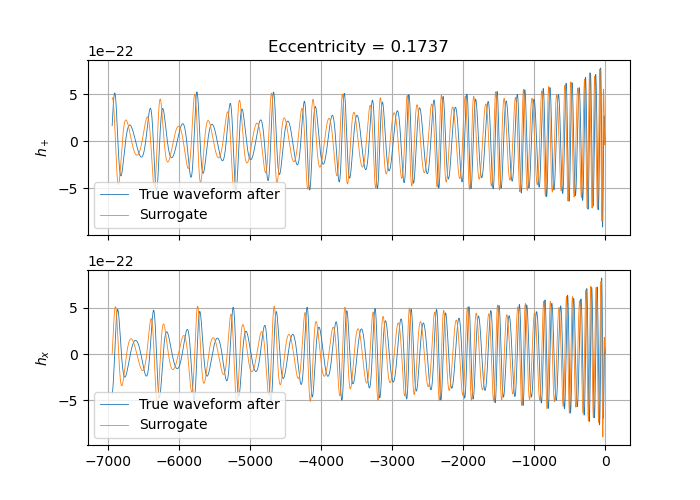 Eccentricity = 0.1737
1e−22
5
0
−5
h+
True waveform after
Surrogate
1e−22
5
0
−5
hx
True waveform after
Surrogate
−7000 −6000 −5000 −4000 −3000 −2000 −1000 0